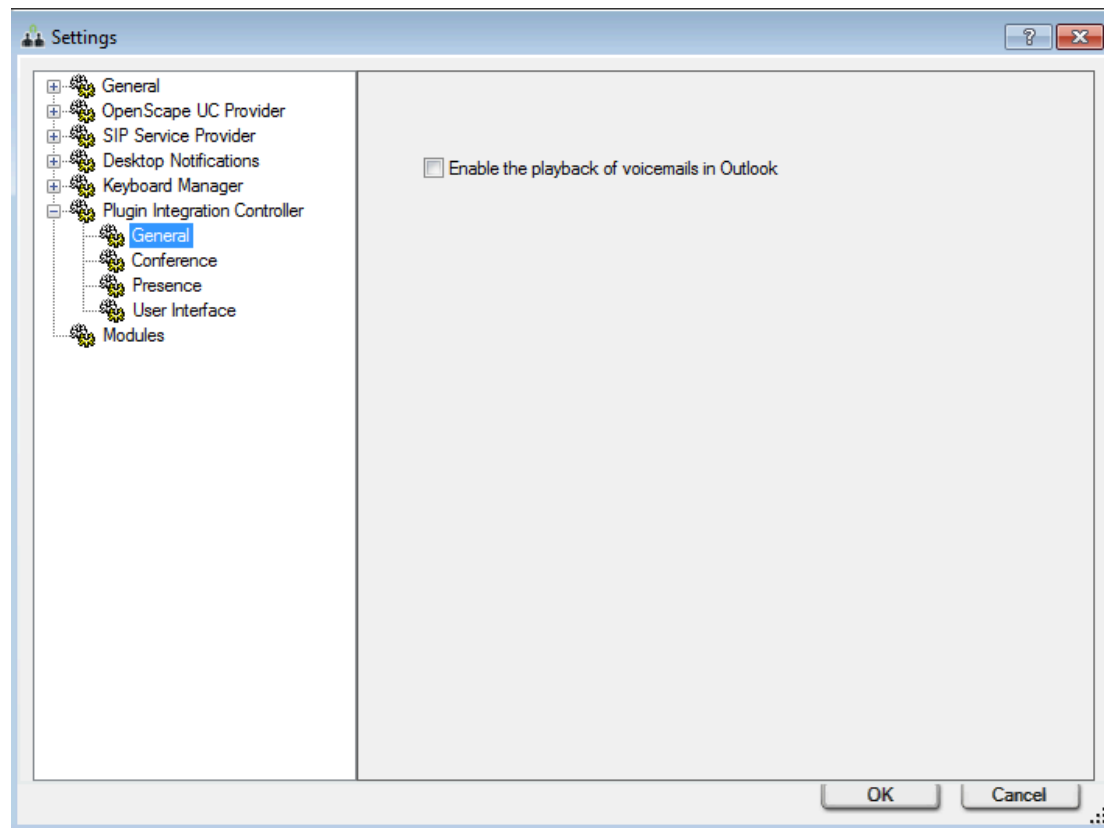 Settings
General
OpenScape UC Provider
SIP Service Provider
Desktop Notifications
Keyboard Manager
Plugin Integration Controller
General
Conference
Presence
User Interface
Modules
Enable the playback of voicemails in Outlook
OK
Cancel